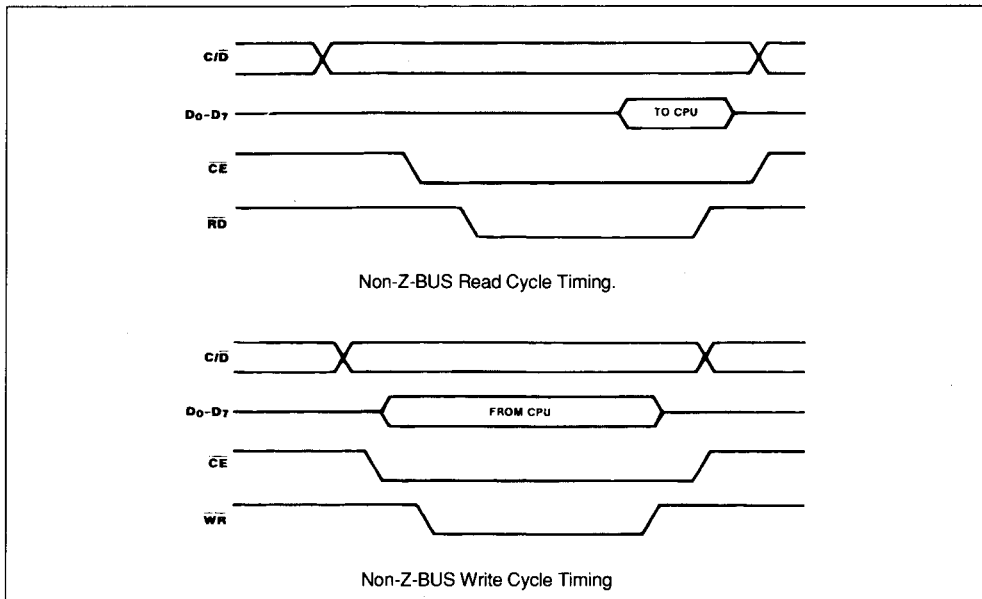 C/D̅
D₀–D₇
TO CPU
C̅E̅
R̅D̅
Non-Z-BUS Read Cycle Timing.
C/D̅
D₀–D₇
FROM CPU
C̅E̅
W̅R̅
Non-Z-BUS Write Cycle Timing